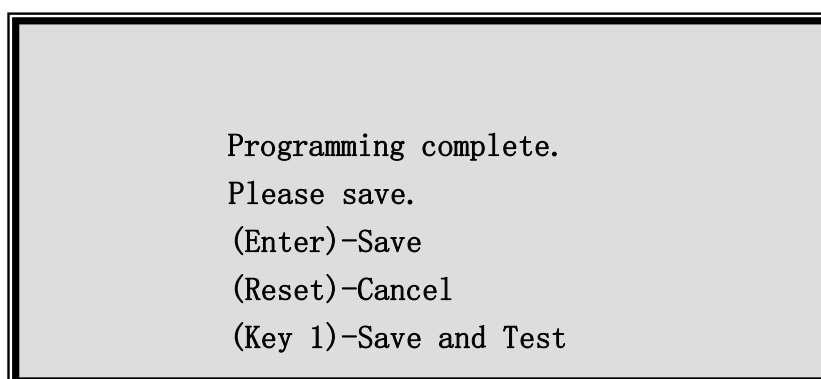 Programming complete.
Please save.
(Enter)-Save
(Reset)-Cancel
(Key 1)-Save and Test